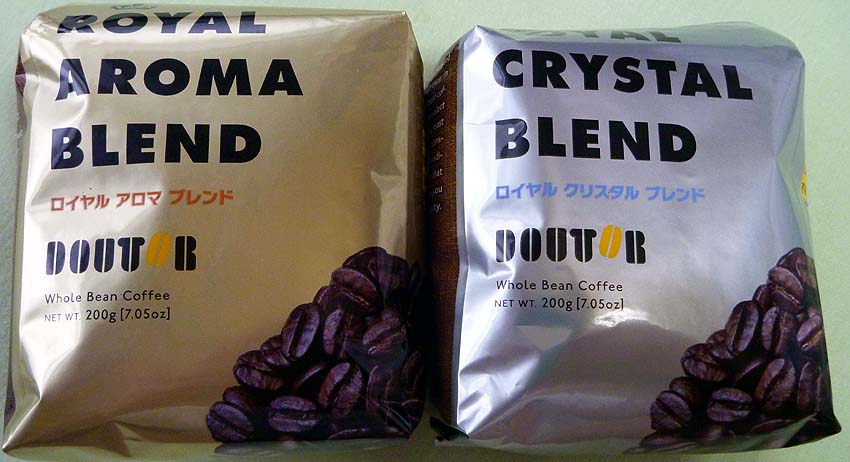 ROYAL
AROMA
BLEND
ロイヤル アロマ ブレンド
DOUTOR
Whole Bean Coffee
NET WT. 200g [7.05oz]
ROYAL
CRYSTAL
BLEND
ロイヤル クリスタル ブレンド
DOUTOR
Whole Bean Coffee
NET WT. 200g [7.05oz]